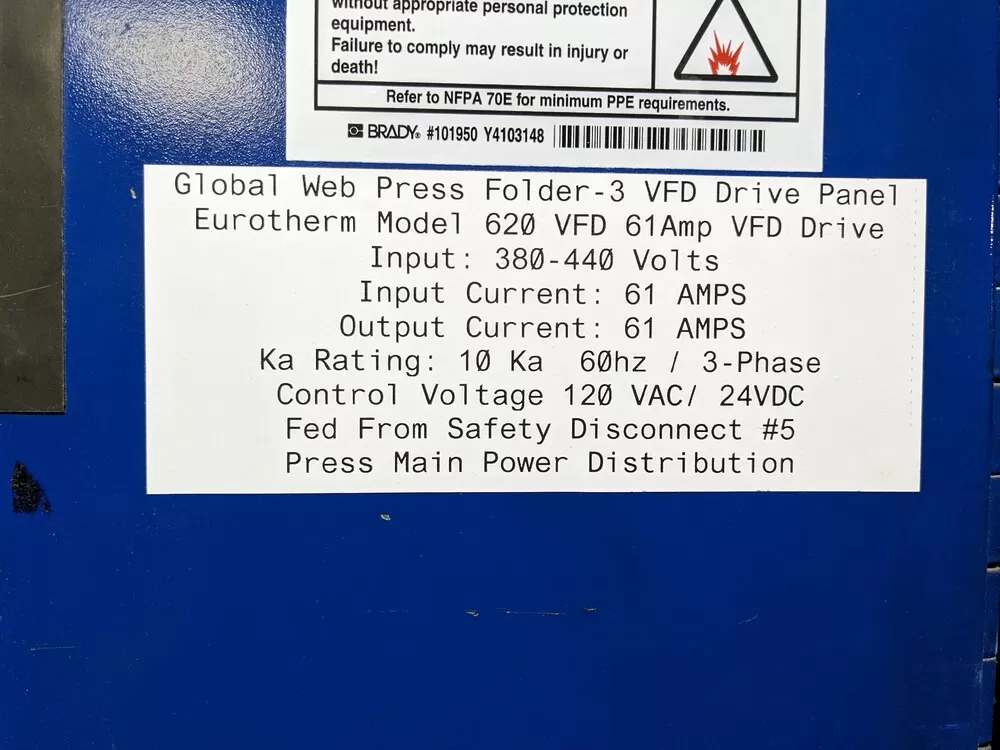 without appropriate personal protection
equipment.
Failure to comply may result in injury or
death!
Refer to NFPA 70E for minimum PPE requirements.
BRADY® #101950 Y4103148
Global Web Press Folder-3 VFD Drive Panel
Eurotherm Model 620 VFD 61Amp VFD Drive
Input: 380-440 Volts
Input Current: 61 AMPS
Output Current: 61 AMPS
Ka Rating: 10 Ka  60hz / 3-Phase
Control Voltage 120 VAC/ 24VDC
Fed From Safety Disconnect #5
Press Main Power Distribution